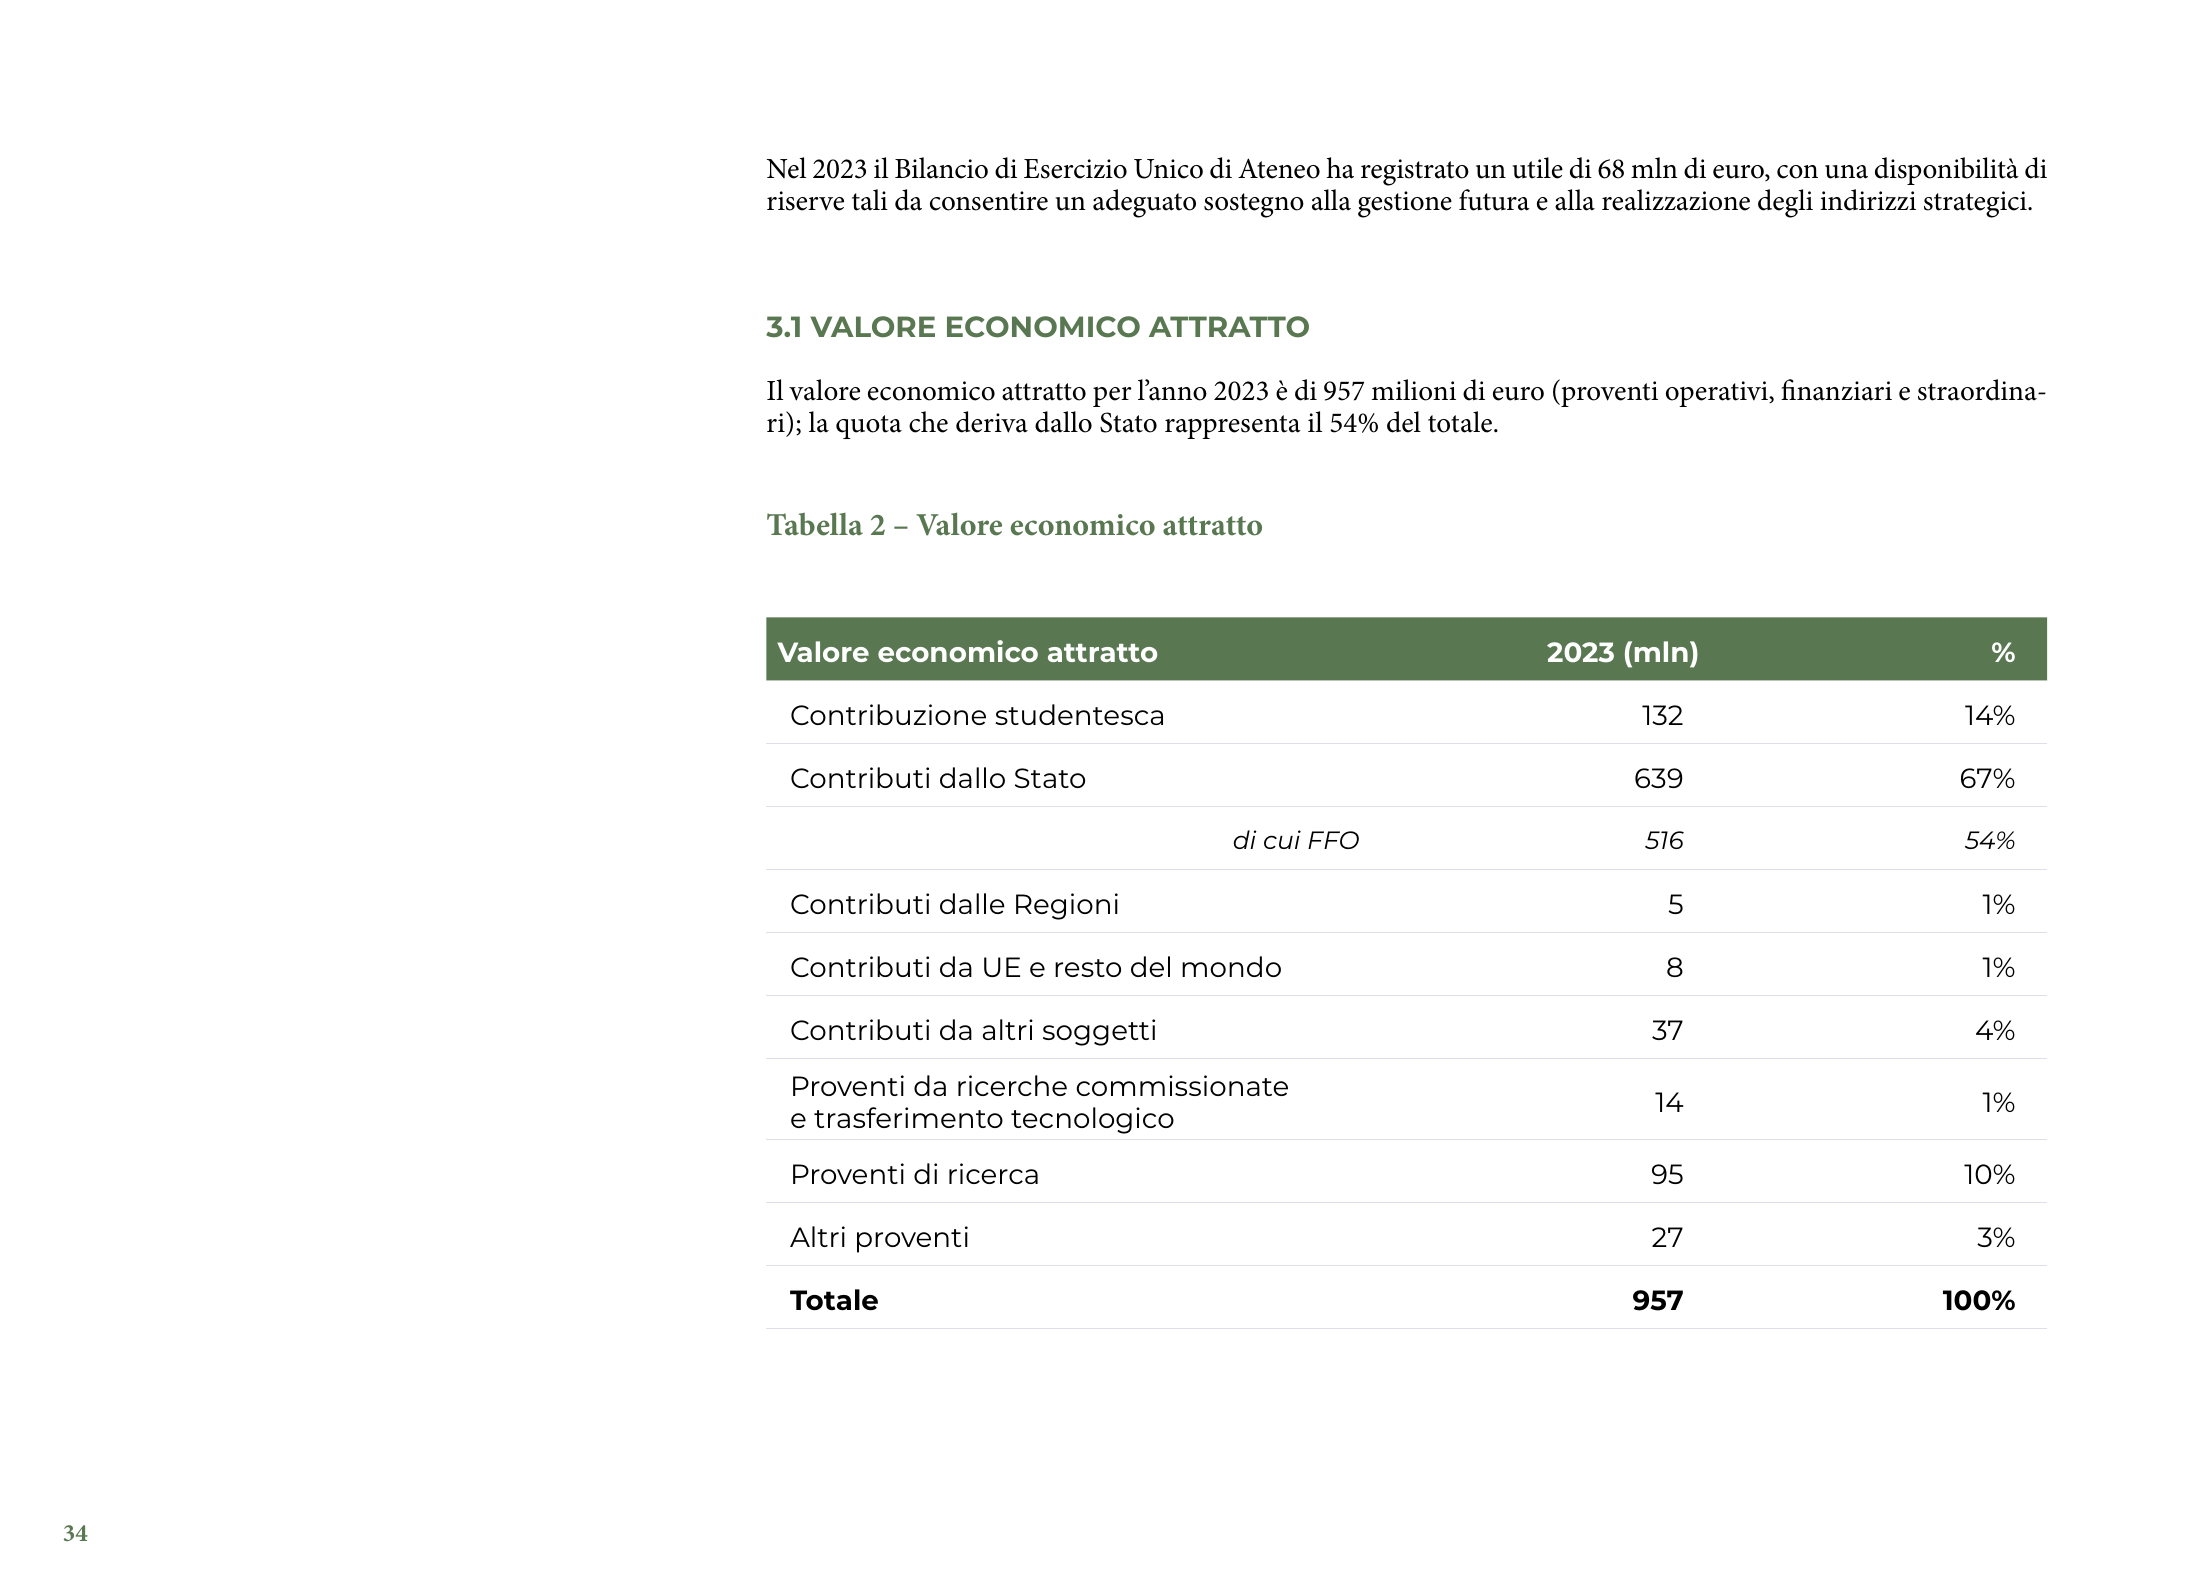 Nel 2023 il Bilancio di Esercizio Unico di Ateneo ha registrato un utile di 68 mln di euro, con una disponibilità di
riserve tali da consentire un adeguato sostegno alla gestione futura e alla realizzazione degli indirizzi strategici.
3.1 VALORE ECONOMICO ATTRATTO
Il valore economico attratto per l’anno 2023 è di 957 milioni di euro (proventi operativi, finanziari e straordina-
ri); la quota che deriva dallo Stato rappresenta il 54% del totale.
Tabella 2 – Valore economico attratto
Valore economico attratto 2023 (mln) %
Contribuzione studentesca 132 14%
Contributi dallo Stato 639 67%
di cui FFO 516 54%
Contributi dalle Regioni 5 1%
Contributi da UE e resto del mondo 8 1%
Contributi da altri soggetti 37 4%
Proventi da ricerche commissionate
e trasferimento tecnologico 14 1%
Proventi di ricerca 95 10%
Altri proventi 27 3%
Totale 957 100%
34